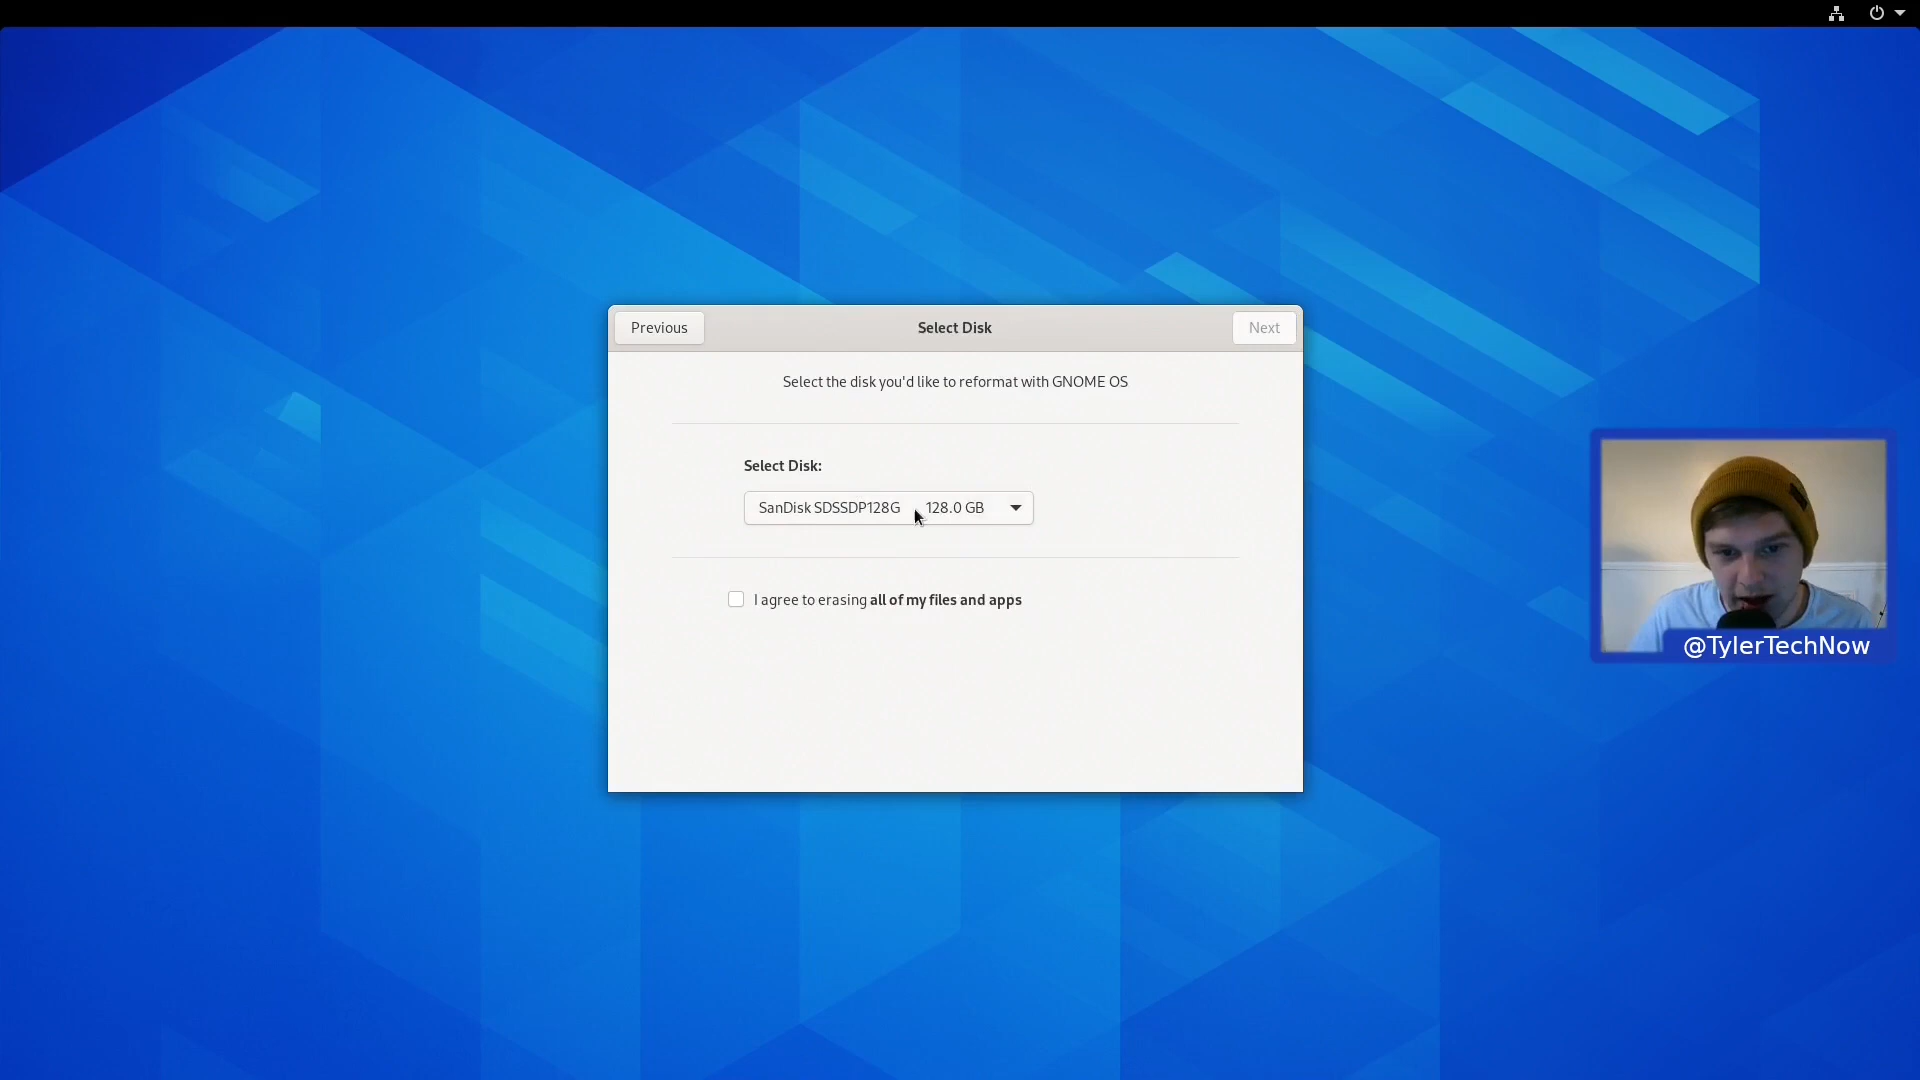 Previous
Select Disk
Next
Select the disk you'd like to reformat with GNOME OS
Select Disk:
SanDisk SDSSDP128G 128.0 GB
I agree to erasing all of my files and apps
@TylerTechNow